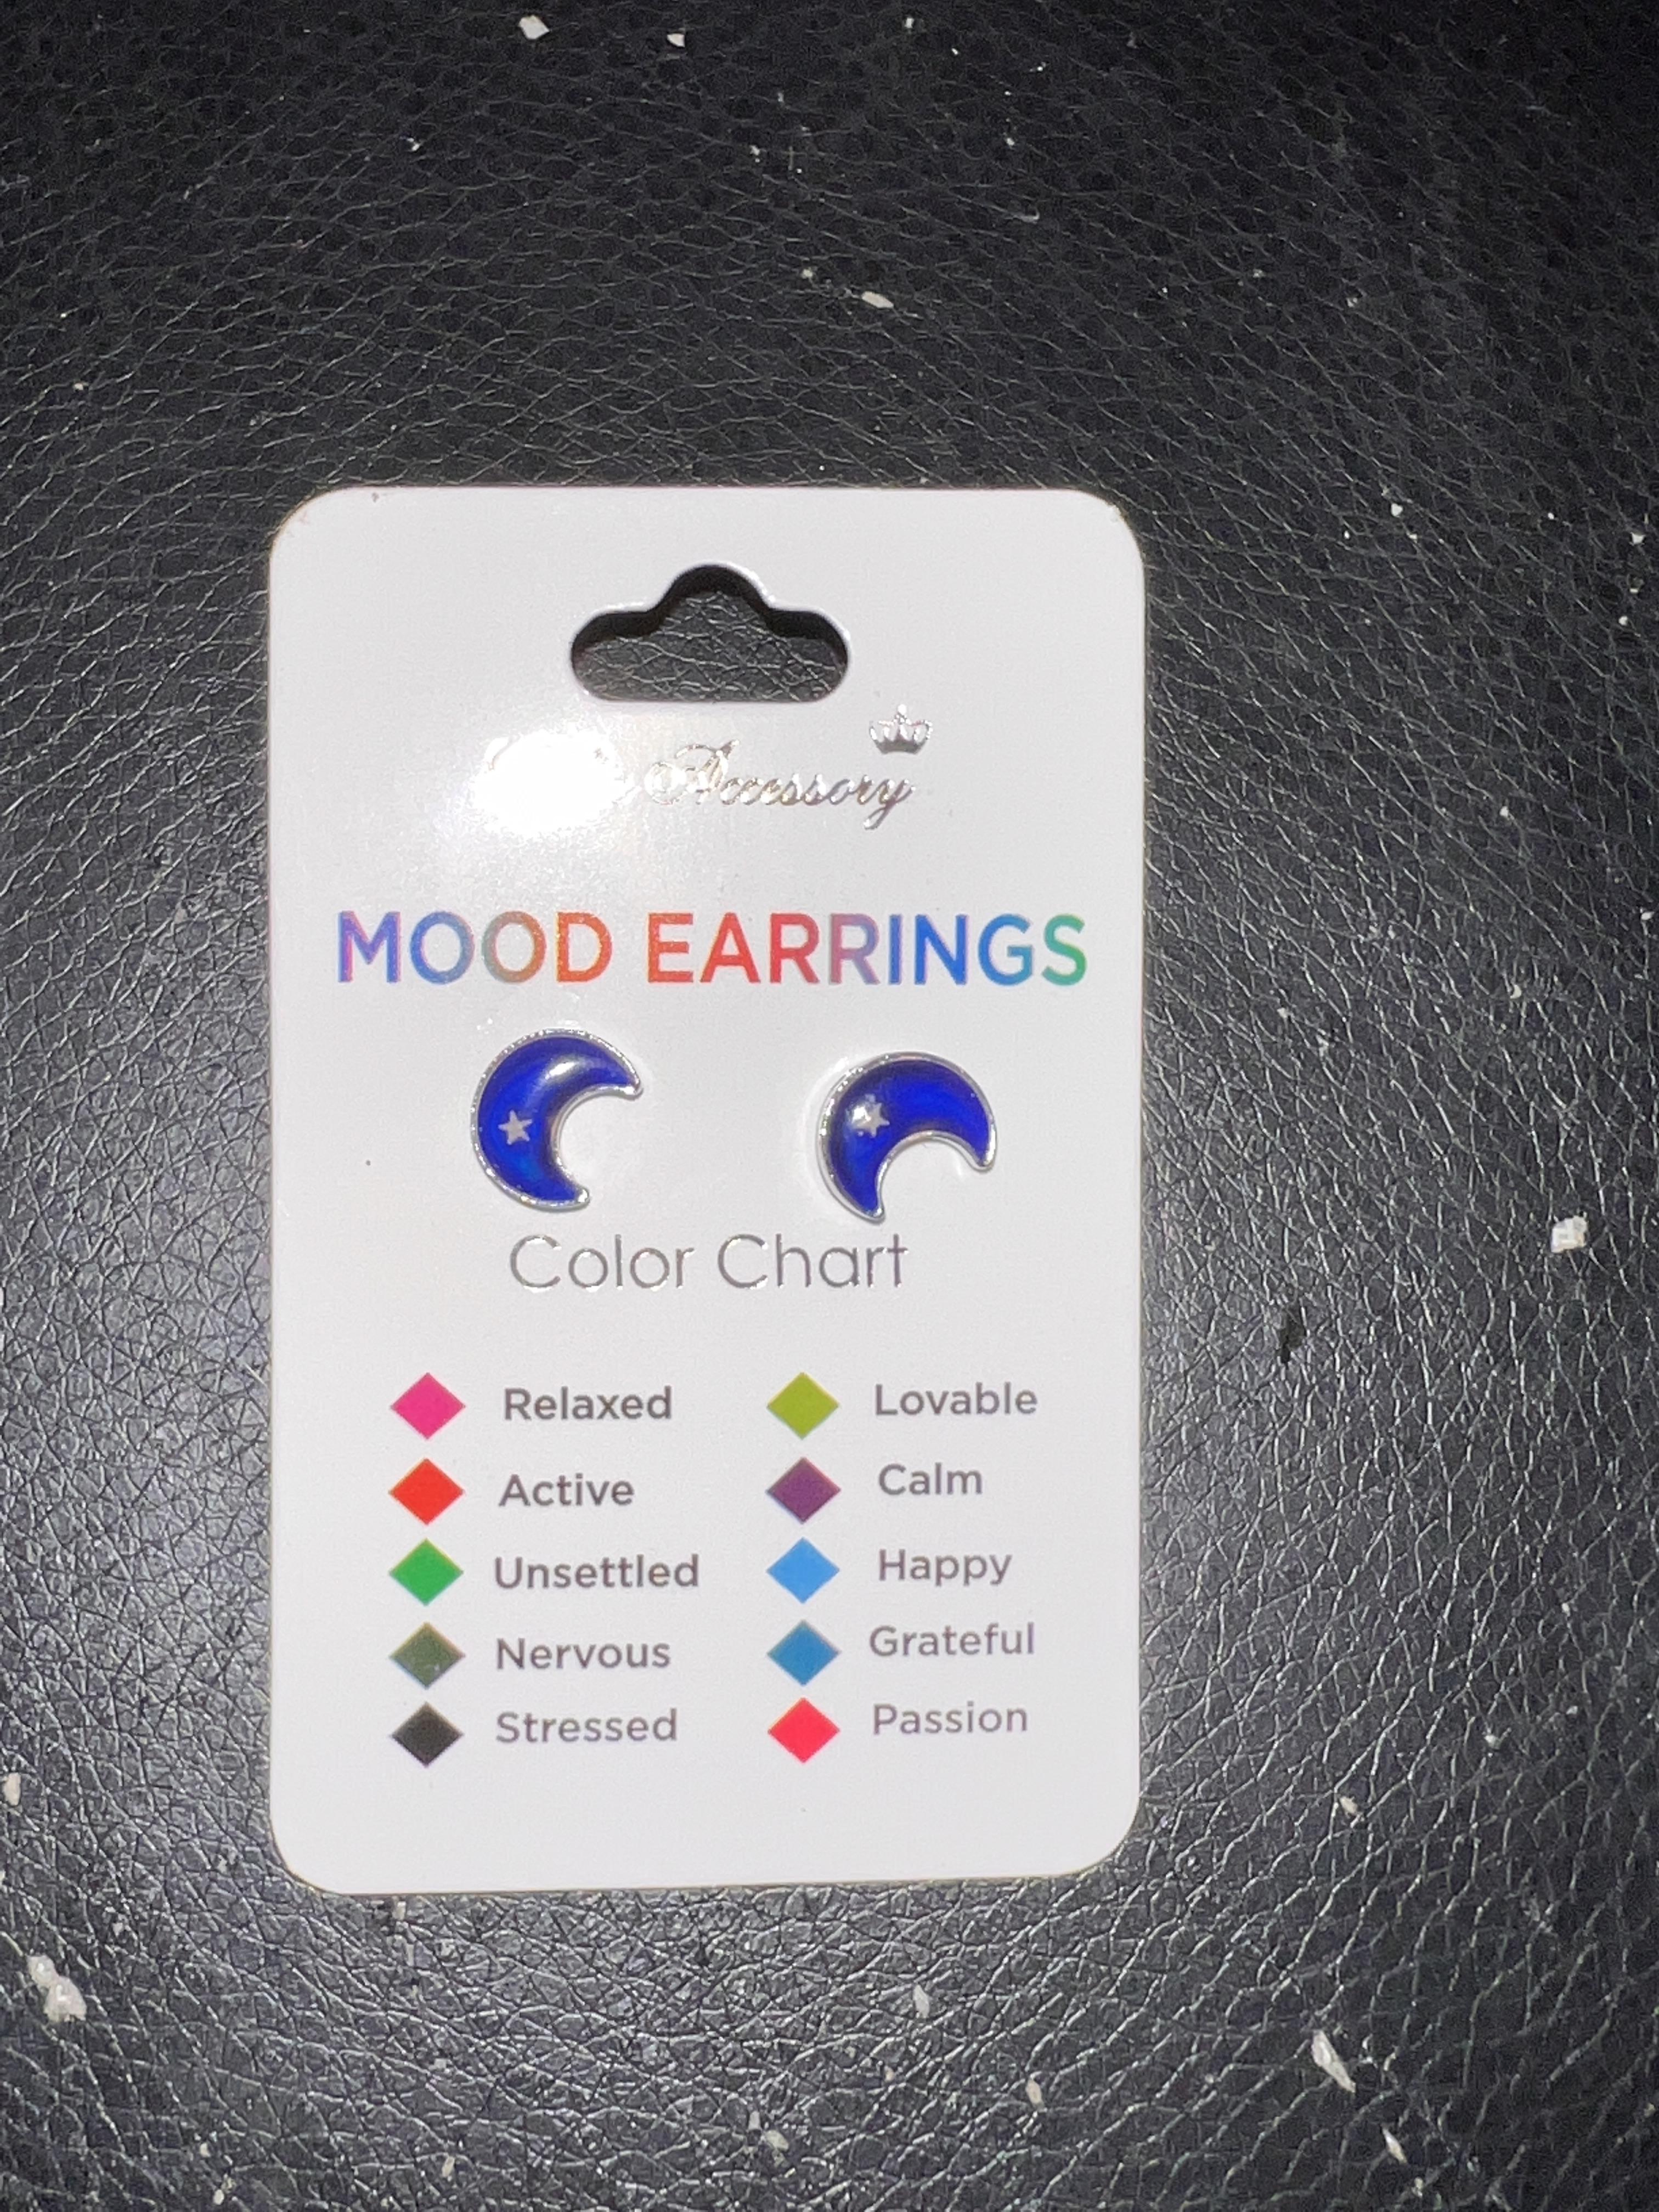 Accessory
MOOD EARRINGS
Color Chart
Relaxed Lovable
Active Calm
Unsettled Happy
Nervous Grateful
Stressed Passion